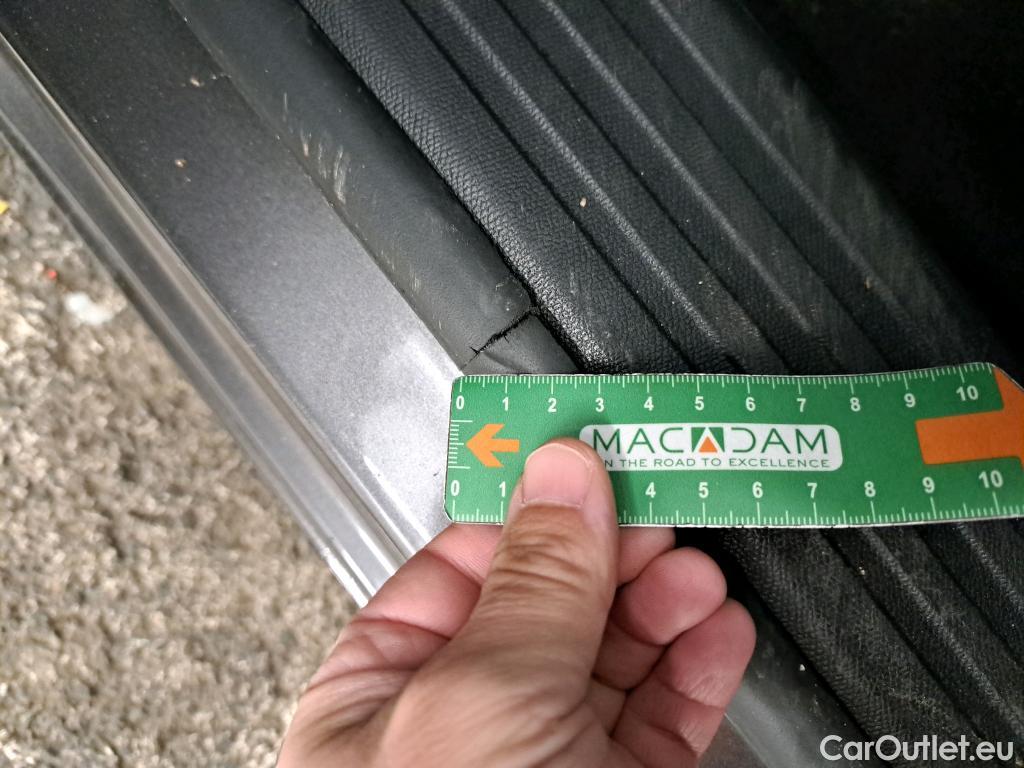 0 1 2 3 4 5 6 7 8 9 10
MACADAM
N THE ROAD TO EXCELLENCE
0 1 4 5 6 7 8 9 10
CarOutlet.eu